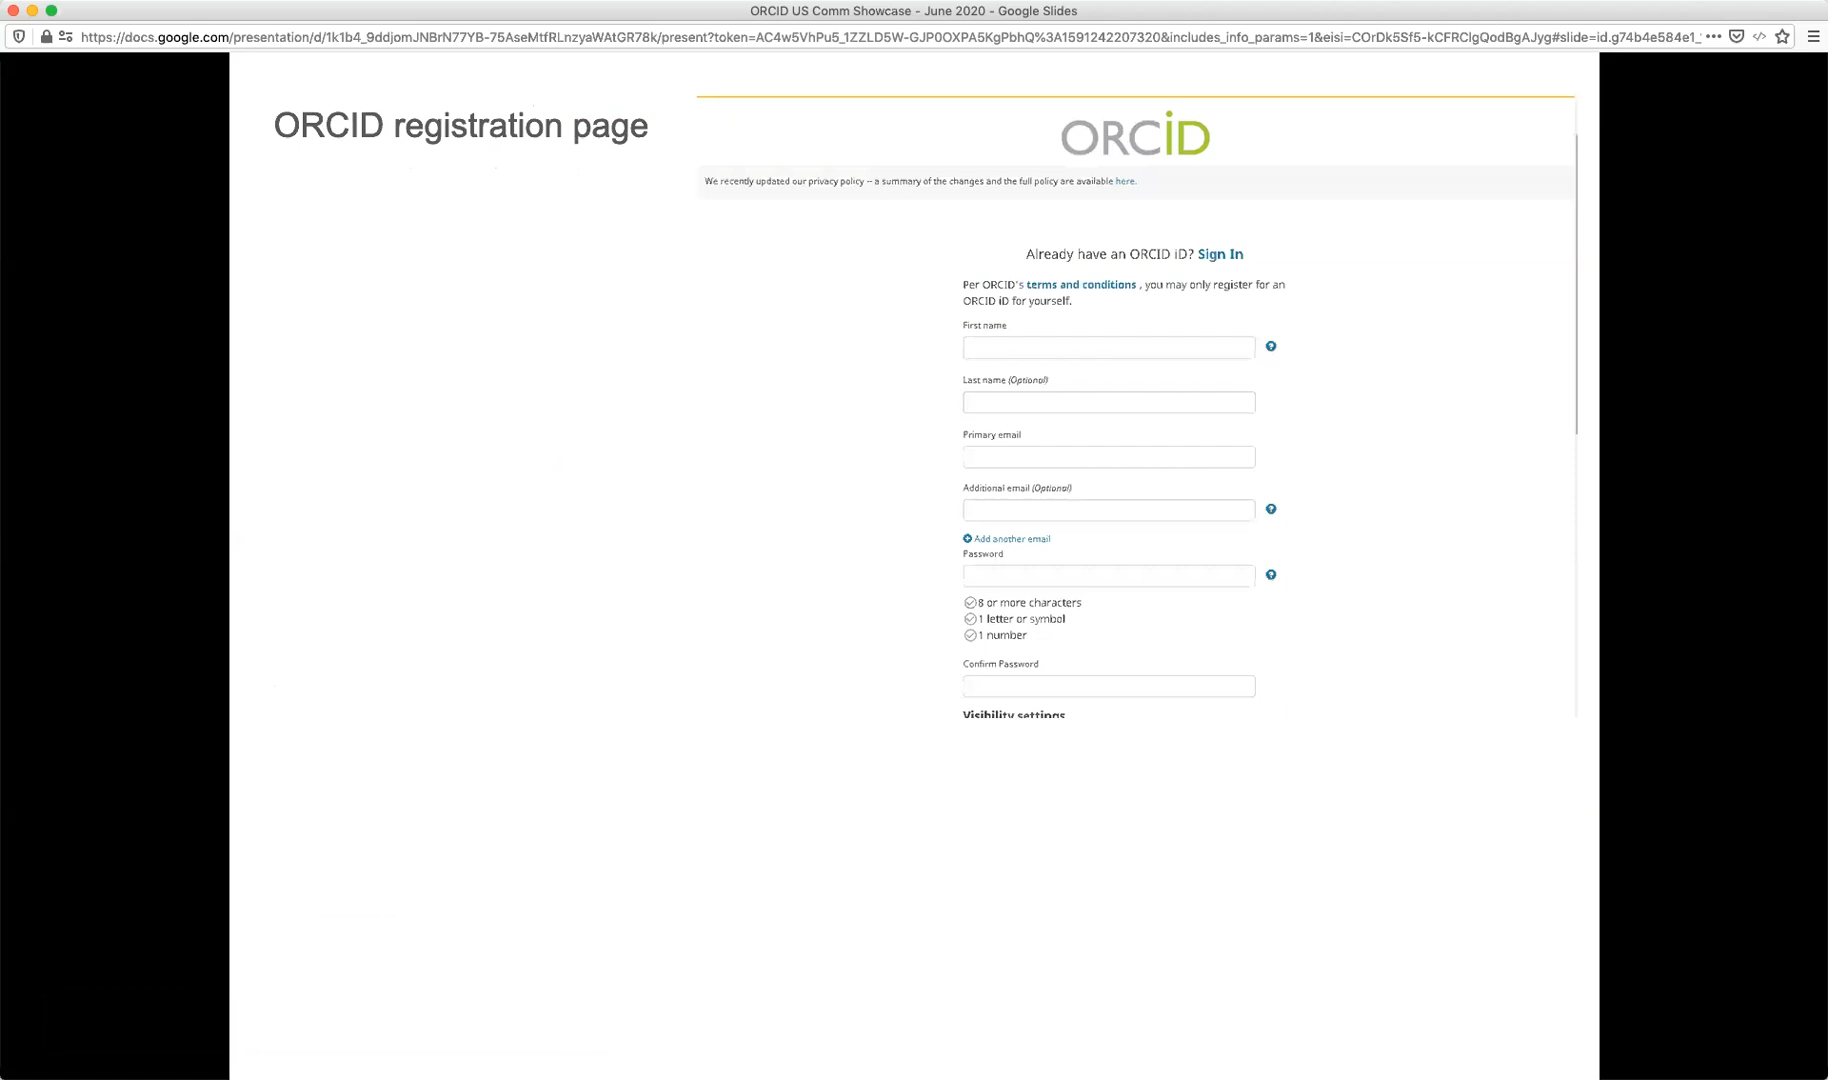 ORCID US Comm Showcase - June 2020 - Google Slides
https://docs.google.com/presentation/d/1k1b4_9ddjomJNBrN77YB-75AseMtfRLnzyaWAtGR78k/present?token=AC4w5VhPu5_1ZZLD5W-GJP0OXPA5KgPbhQ%3A1591242207320&includes_info_params=1&eisi=COrDk5Sf5-kCFRClgQodBgAJyg#slide=id.g74b4e584e1_
ORCID registration page
ORCiD
We recently updated our privacy policy -- a summary of the changes and the full policy are available here.
Already have an ORCID iD? Sign In
Per ORCID's terms and conditions , you may only register for an
ORCID iD for yourself.
First name
Last name (Optional)
Primary email
Additional email (Optional)
Add another email
Password
8 or more characters
1 letter or symbol
1 number
Confirm Password
Visibility settings